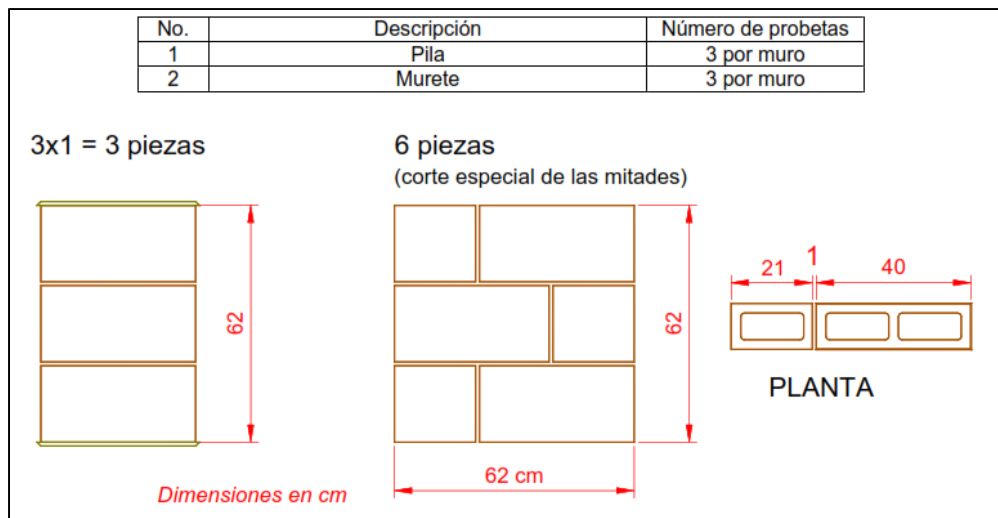 No. Descripción Número de probetas
1 Pila 3 por muro
2 Murete 3 por muro
3x1 = 3 piezas
6 piezas
(corte especial de las mitades)
62
62
62 cm
21 1 40
PLANTA
Dimensiones en cm